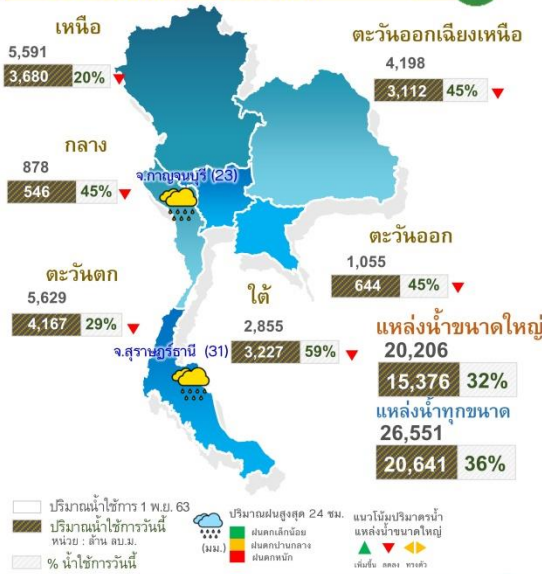 เหนือ
5,591
3,680 20%
ตะวันออกเฉียงเหนือ
4,198
3,112 45%
กลาง
878
546 45%
จ.กาญจนบุรี (23)
ตะวันออก
1,055
644 45%
ตะวันตก
5,629
4,167 29%
ใต้
2,855
3,227 59%
จ.สุราษฎร์ธานี (31)
แหล่งน้ำขนาดใหญ่
20,206
15,376 32%
แหล่งน้ำทุกขนาด
26,551
20,641 36%
ปริมาณน้ำใช้การ 1 พ.ย. 63
ปริมาณน้ำใช้การวันนี้
หน่วย : ล้าน ลบ.ม.
% น้ำใช้การวันนี้
ปริมาณฝนสูงสุด 24 ชม.
(มม.)
ฝนตกเล็กน้อย
ฝนตกปานกลาง
ฝนตกหนัก
แนวโน้มปริมาตรน้ำ
แหล่งน้ำขนาดใหญ่
เพิ่มขึ้น ลดลง ทรงตัว